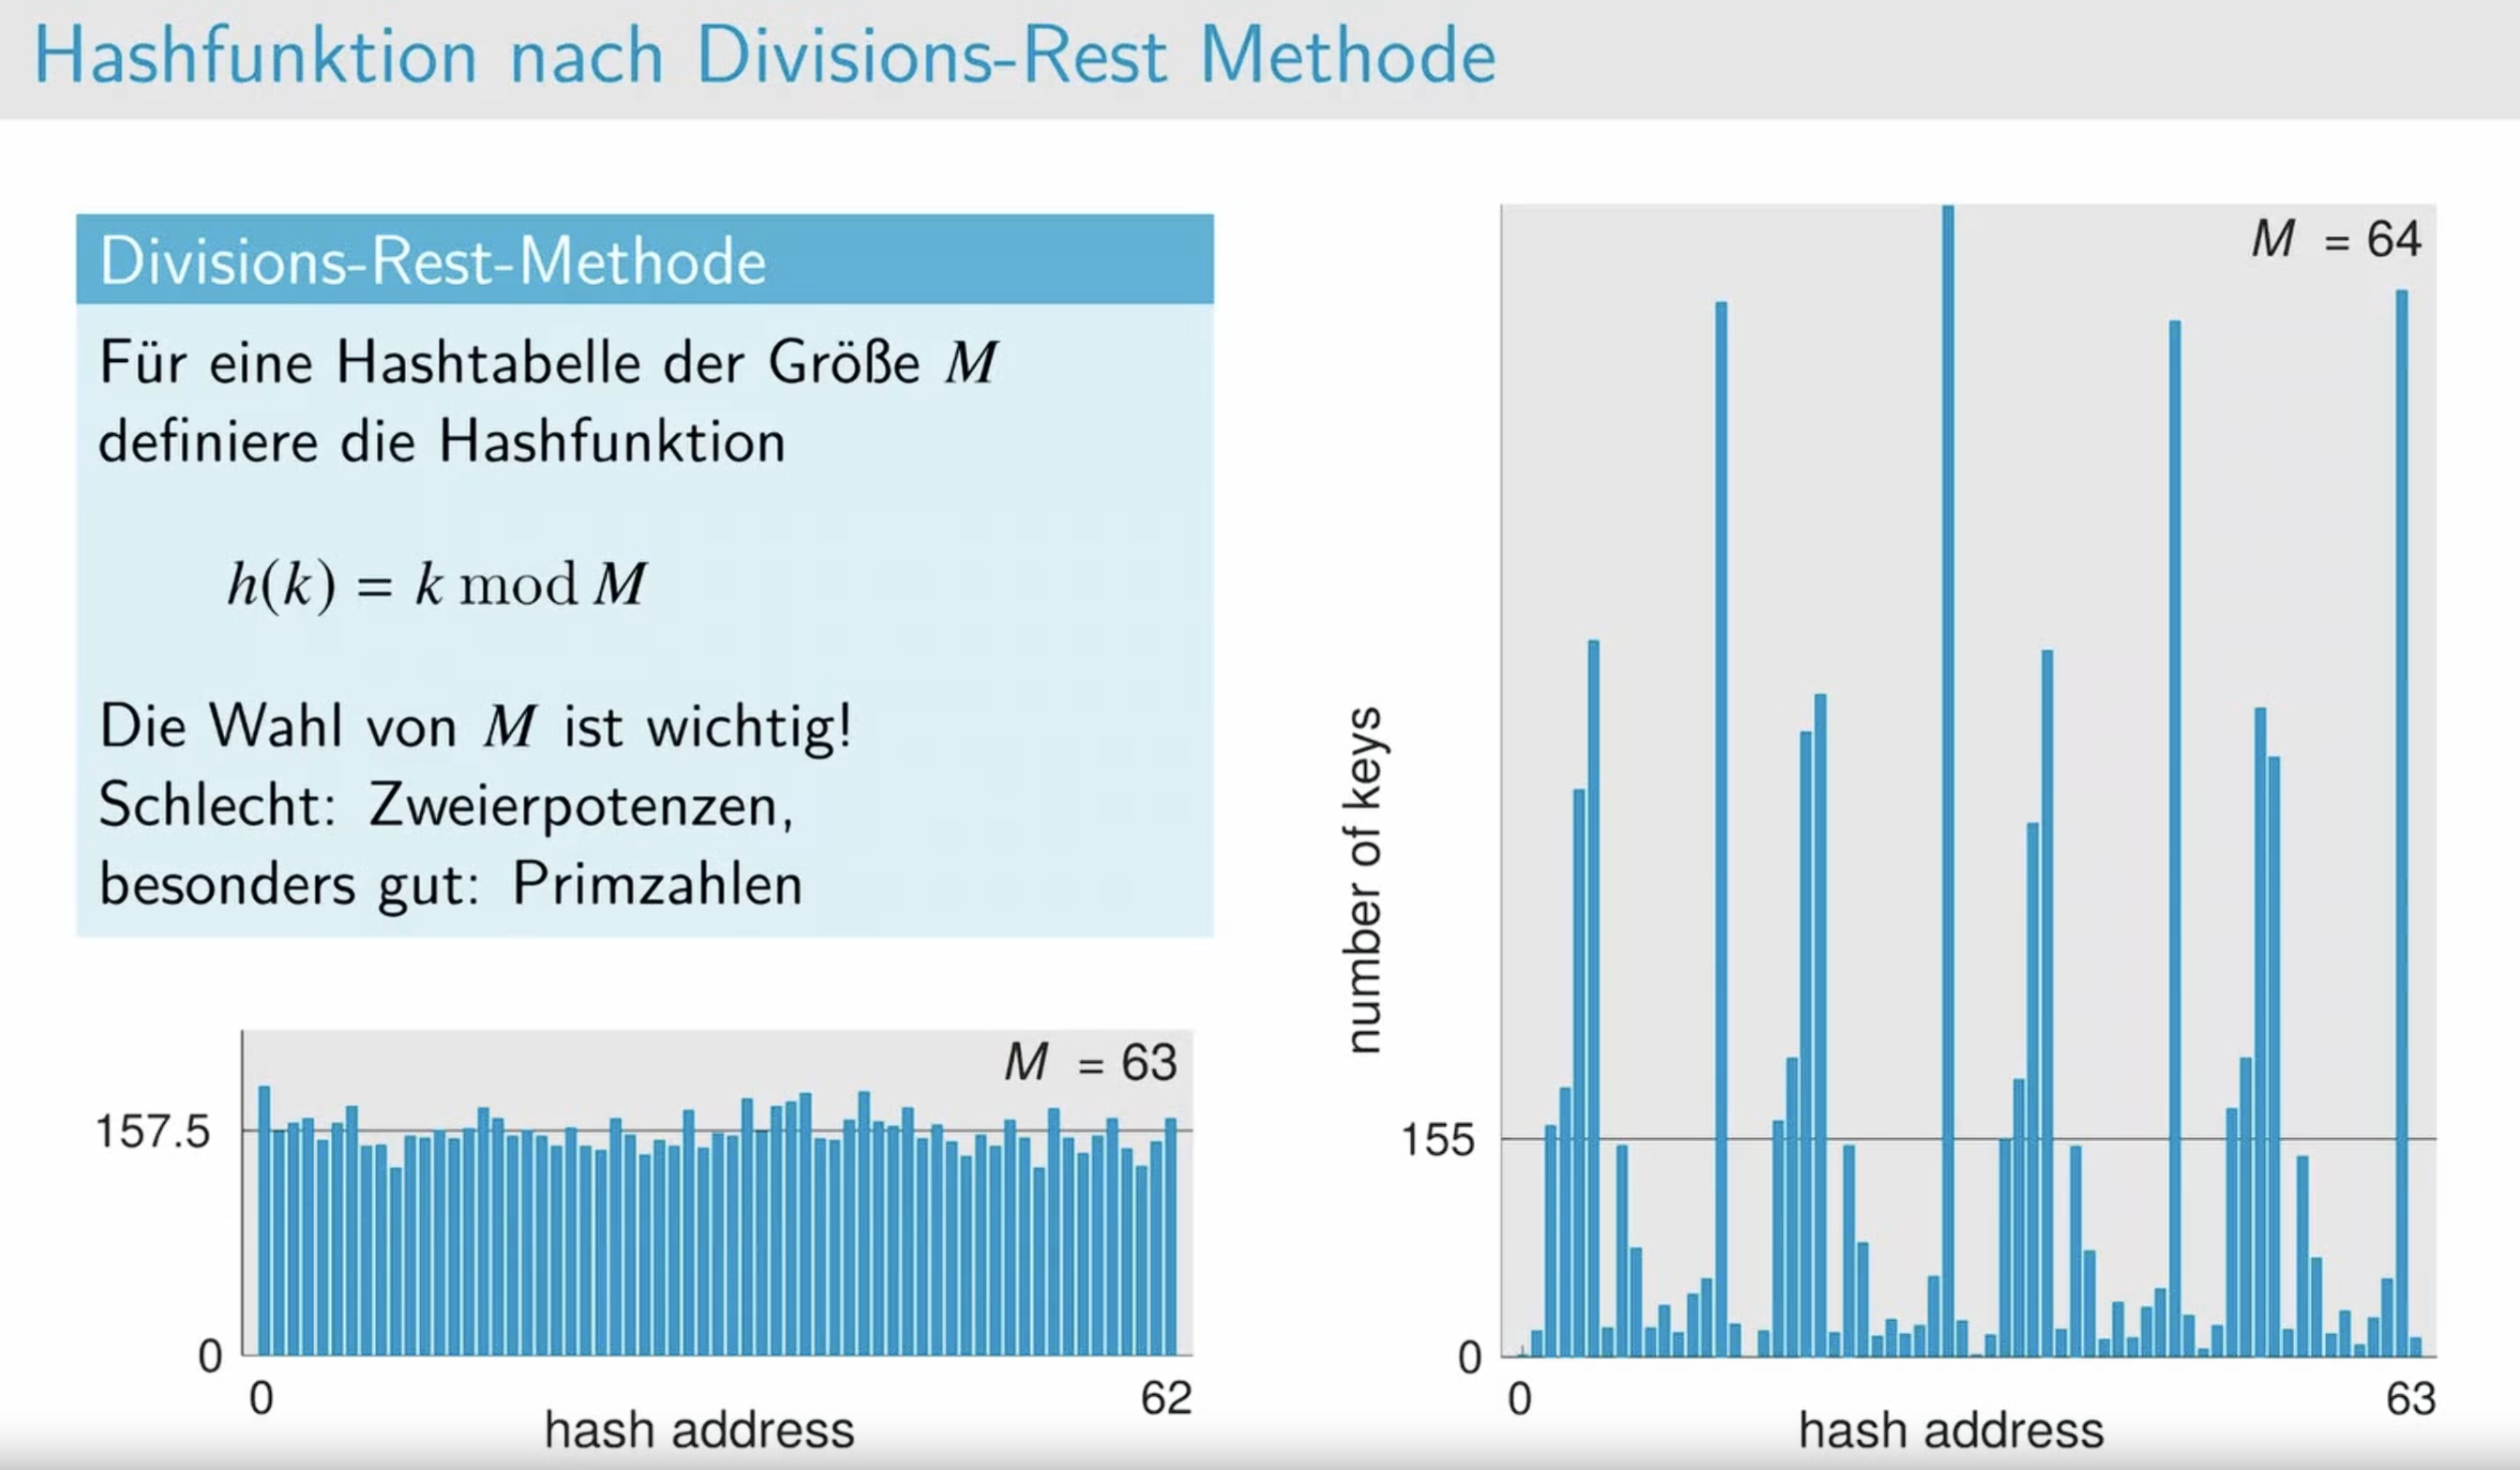 Hashfunktion nach Divisions-Rest Methode
Divisions-Rest-Methode
Für eine Hashtabelle der Größe M
definiere die Hashfunktion
h(k) = k mod M
Die Wahl von M ist wichtig!
Schlecht: Zweierpotenzen,
besonders gut: Primzahlen
M = 63
157.5
0
0 62
hash address
M = 64
number of keys
155
0
0 63
hash address